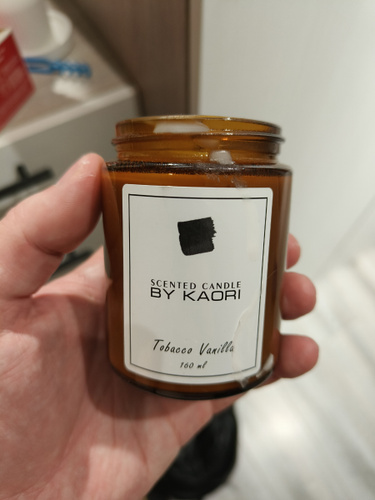 SCENTED CANDLE
BY KAORI
Tobacco Vanilla
160 ml